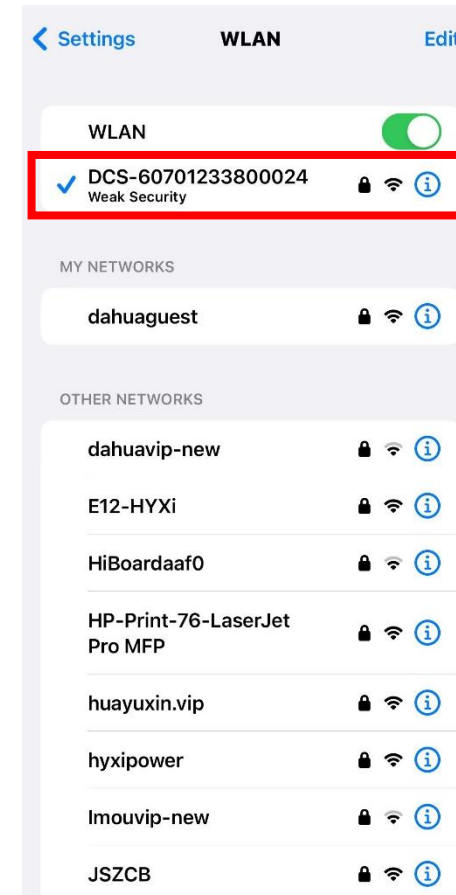 Settings WLAN Edit
WLAN
DCS-60701233800024
Weak Security
MY NETWORKS
dahuaguest
OTHER NETWORKS
dahuavip-new
E12-HYXi
HiBoardaaf0
HP-Print-76-LaserJet
Pro MFP
huayuxin.vip
hyxipower
Imouvip-new
JSZCB